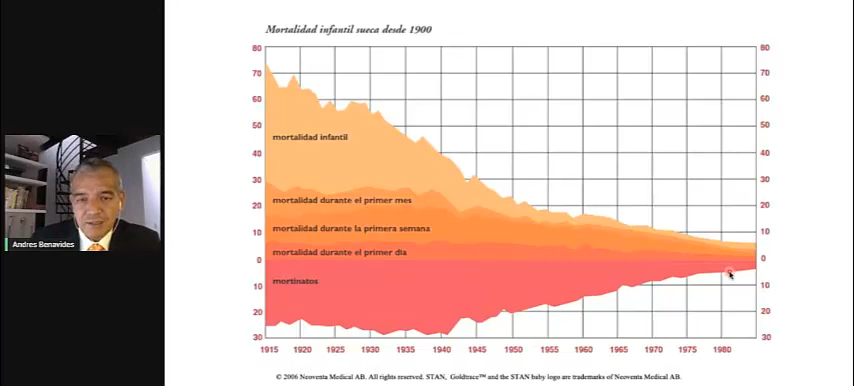 Mortalidad infantil sueca desde 1900
80 80
70 70
60 60
50 50
40 40
30 30
20 20
10 10
0 0
10 10
20 20
30 30
mortalidad infantil
mortalidad durante el primer mes
mortalidad durante la primera semana
mortalidad durante el primer día
mortinatos
1915 1920 1925 1930 1935 1940 1945 1950 1955 1960 1965 1970 1975 1980
© 2006 Neoventa Medical AB. All rights reserved. STAN, Goldtrace™ and the STAN baby logo are trademarks of Neoventa Medical AB.
Andres Benavides